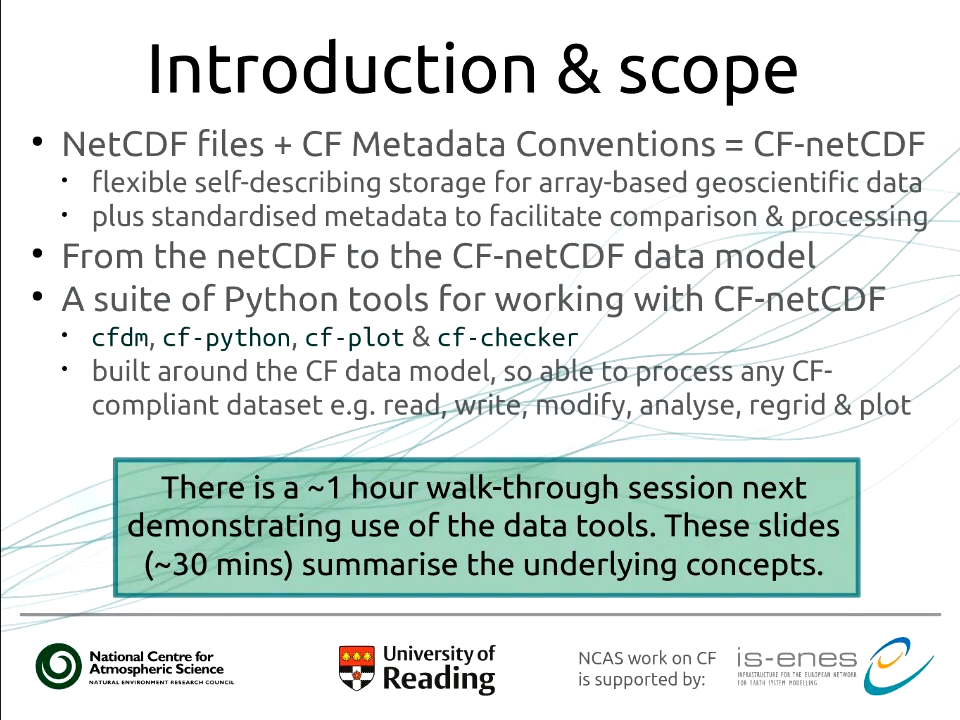 Introduction & scope
• NetCDF files + CF Metadata Conventions = CF-netCDF
• flexible self-describing storage for array-based geoscientific data
• plus standardised metadata to facilitate comparison & processing
• From the netCDF to the CF-netCDF data model
• A suite of Python tools for working with CF-netCDF
• cfdm, cf-python, cf-plot & cf-checker
• built around the CF data model, so able to process any CF-
compliant dataset e.g. read, write, modify, analyse, regrid & plot
There is a ~1 hour walk-through session next
demonstrating use of the data tools. These slides
(~30 mins) summarise the underlying concepts.
National Centre for
Atmospheric Science
NATURAL ENVIRONMENT RESEARCH COUNCIL
University of
Reading
NCAS work on CF
is supported by:
is-enes
INFRASTRUCTURE FOR THE EUROPEAN NETWORK
FOR EARTH SYSTEM MODELLING